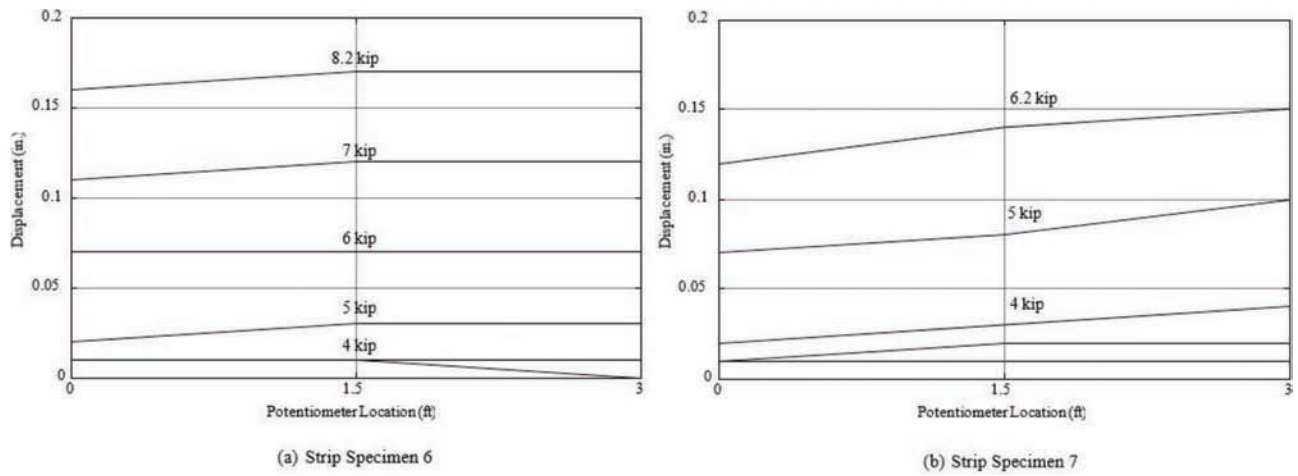 0.2
0.15
0.1
0.05
0
Displacement (in.)
8.2 kip
7 kip
6 kip
5 kip
4 kip
0
1.5
3
Potentiometer Location (ft)
(a) Strip Specimen 6
0.2
0.15
0.1
0.05
0
Displacement (in.)
6.2 kip
5 kip
4 kip
0
1.5
3
Potentiometer Location (ft)
(b) Strip Specimen 7